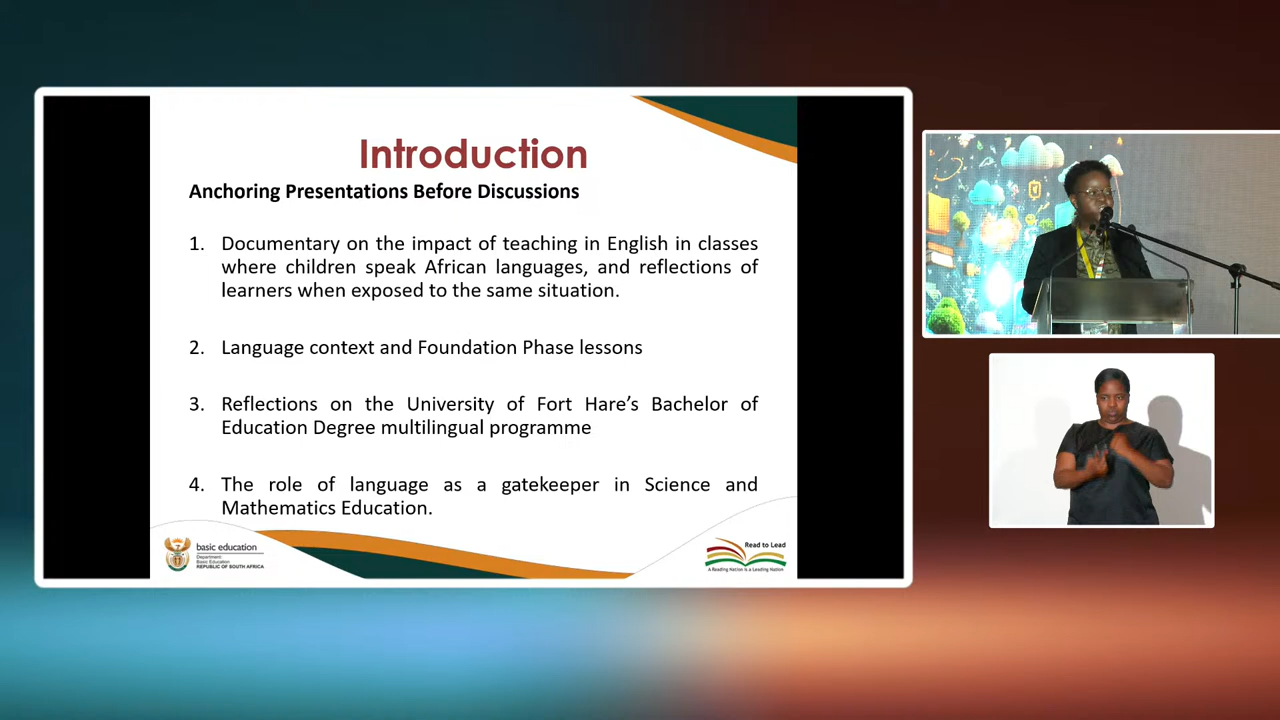 Introduction
Anchoring Presentations Before Discussions
1. Documentary on the impact of teaching in English in classes
where children speak African languages, and reflections of
learners when exposed to the same situation.
2. Language context and Foundation Phase lessons
3. Reflections on the University of Fort Hare's Bachelor of
Education Degree multilingual programme
4. The role of language as a gatekeeper in Science and
Mathematics Education.
basic education
Department:
Basic Education
REPUBLIC OF SOUTH AFRICA
Read to Lead
A Reading Nation is a Leading Nation